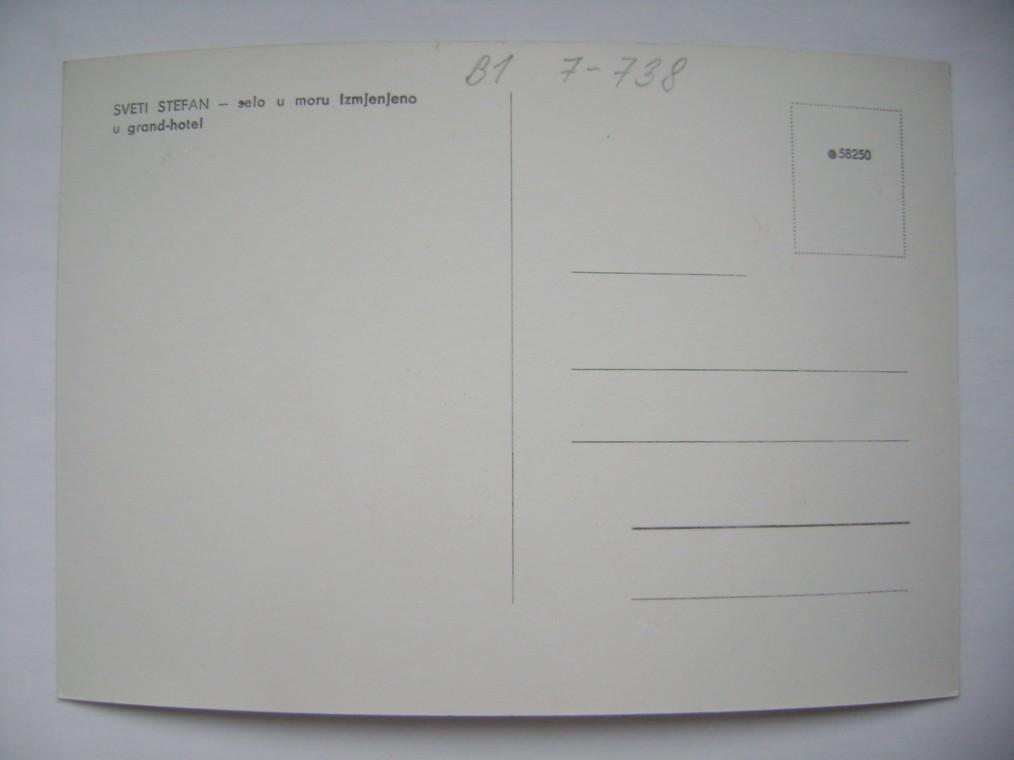 B1 7-738
SVETI STEFAN — selo u moru Izmjenjeno
u grand-hotel
58250